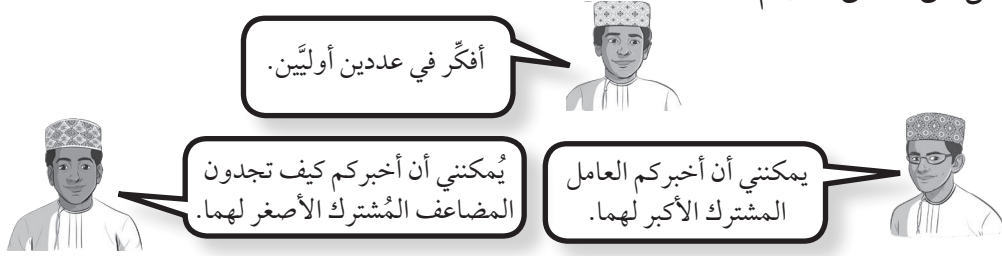 أفكِّر في عددين أوليَّين.
يمكنني أن أخبركم العامل
المشترك الأكبر لهما.
يُمكنني أن أخبركم كيف تجدون
المضاعف المُشترك الأصغر لهما.